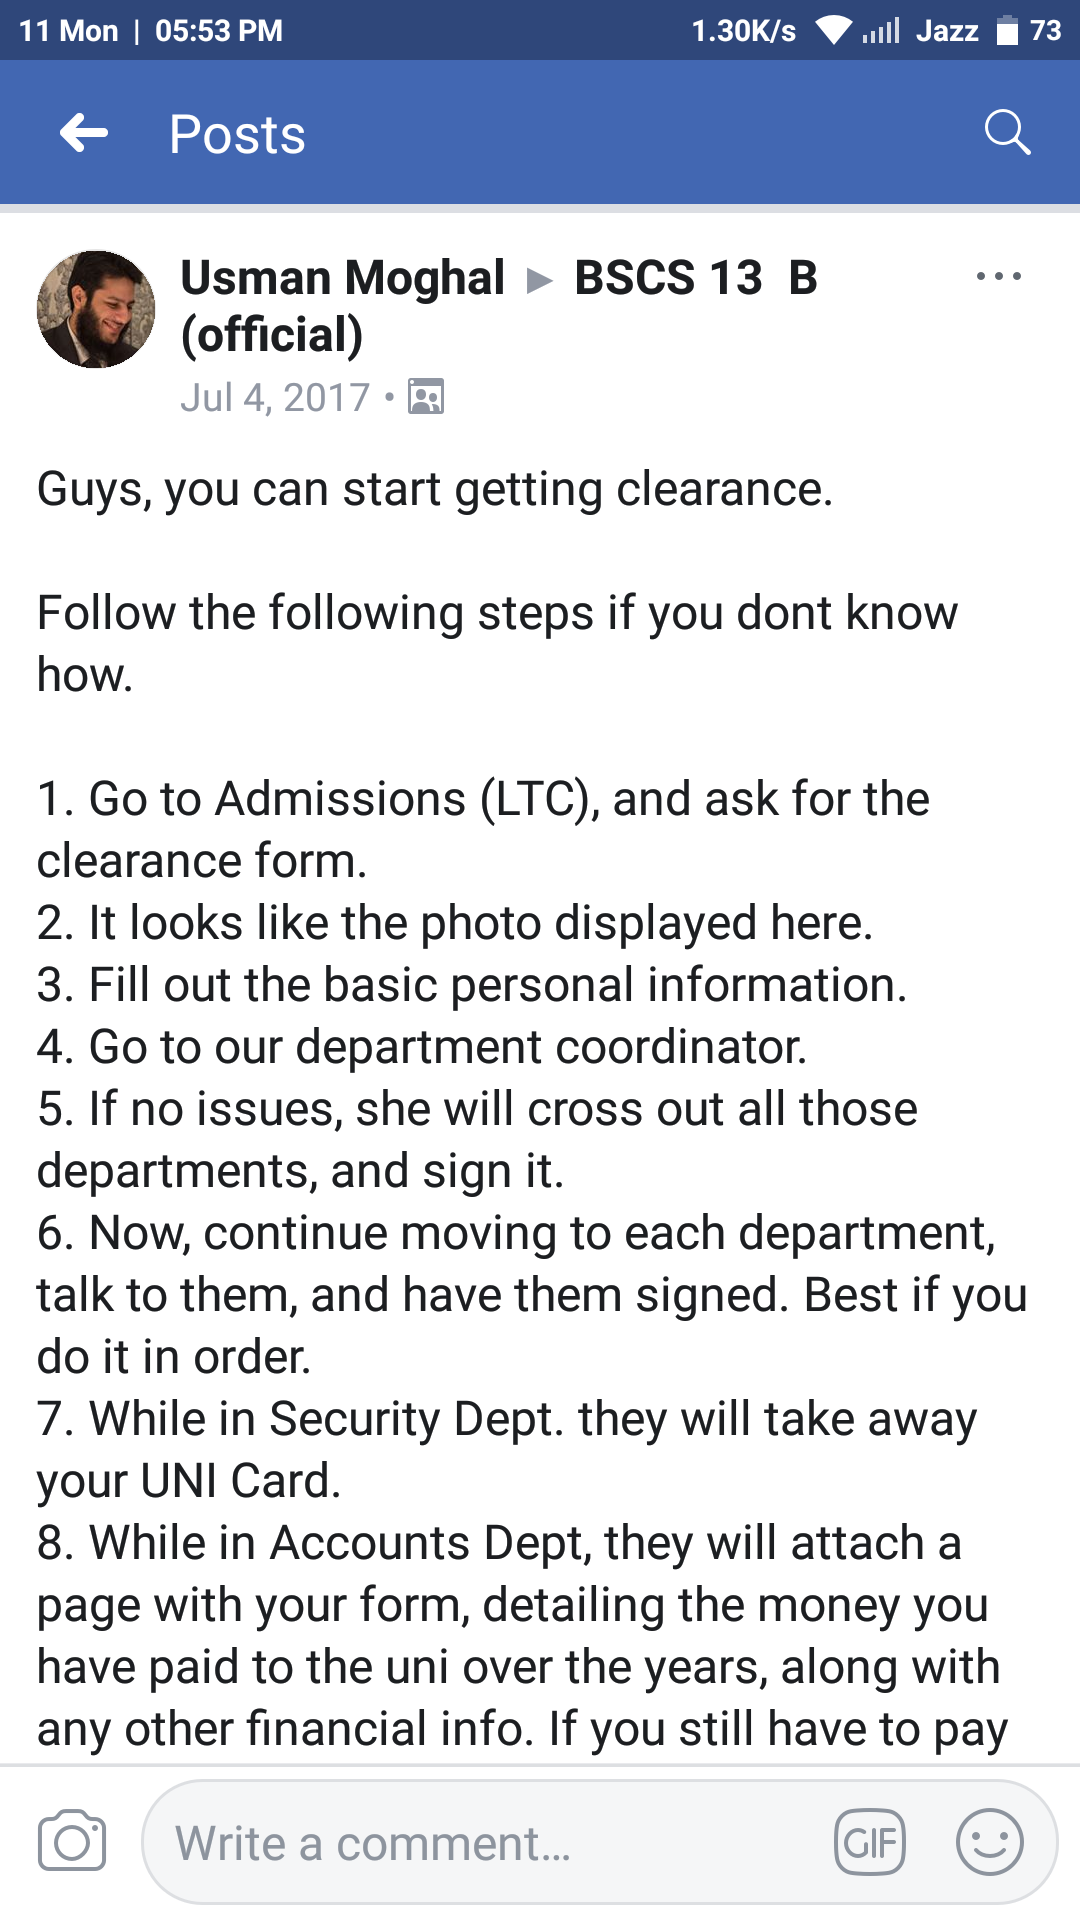 11 Mon | 05:53 PM 1.30K/s Jazz 73
Posts
Usman Moghal ▶ BSCS 13 B
(official)
Jul 4, 2017 •
Guys, you can start getting clearance.
Follow the following steps if you dont know
how.
1. Go to Admissions (LTC), and ask for the
clearance form.
2. It looks like the photo displayed here.
3. Fill out the basic personal information.
4. Go to our department coordinator.
5. If no issues, she will cross out all those
departments, and sign it.
6. Now, continue moving to each department,
talk to them, and have them signed. Best if you
do it in order.
7. While in Security Dept. they will take away
your UNI Card.
8. While in Accounts Dept, they will attach a
page with your form, detailing the money you
have paid to the uni over the years, along with
any other financial info. If you still have to pay
Write a comment... GIF